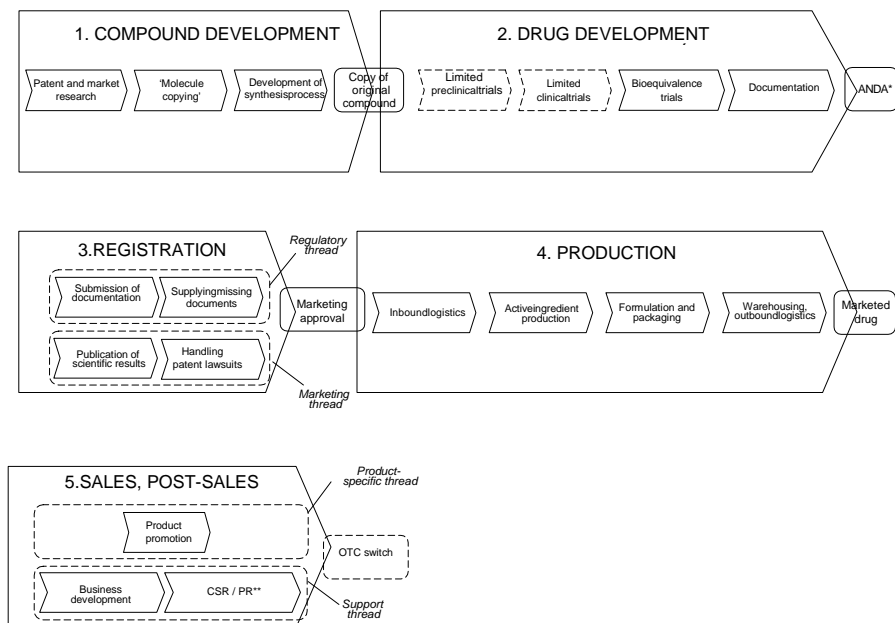 1. COMPOUND DEVELOPMENT
Patent and market
research
'Molecule
copying'
Development of
synthesisprocess
Copy of
original
compound
2. DRUG DEVELOPMENT
Limited
preclinicaltrials
Limited
clinicaltrials
Bioequivalence
trials
Documentation
ANDA*
3.REGISTRATION
Regulatory
thread
Submission of
documentation
Supplyingmissing
documents
Publication of
scientific results
Handling
patent lawsuits
Marketing
thread
Marketing
approval
4. PRODUCTION
Inboundlogistics
Activeingredient
production
Formulation and
packaging
Warehousing,
outboundlogistics
Marketed
drug
5.SALES, POST-SALES
Product-
specific thread
Product
promotion
OTC switch
Business
development
CSR / PR**
Support
thread